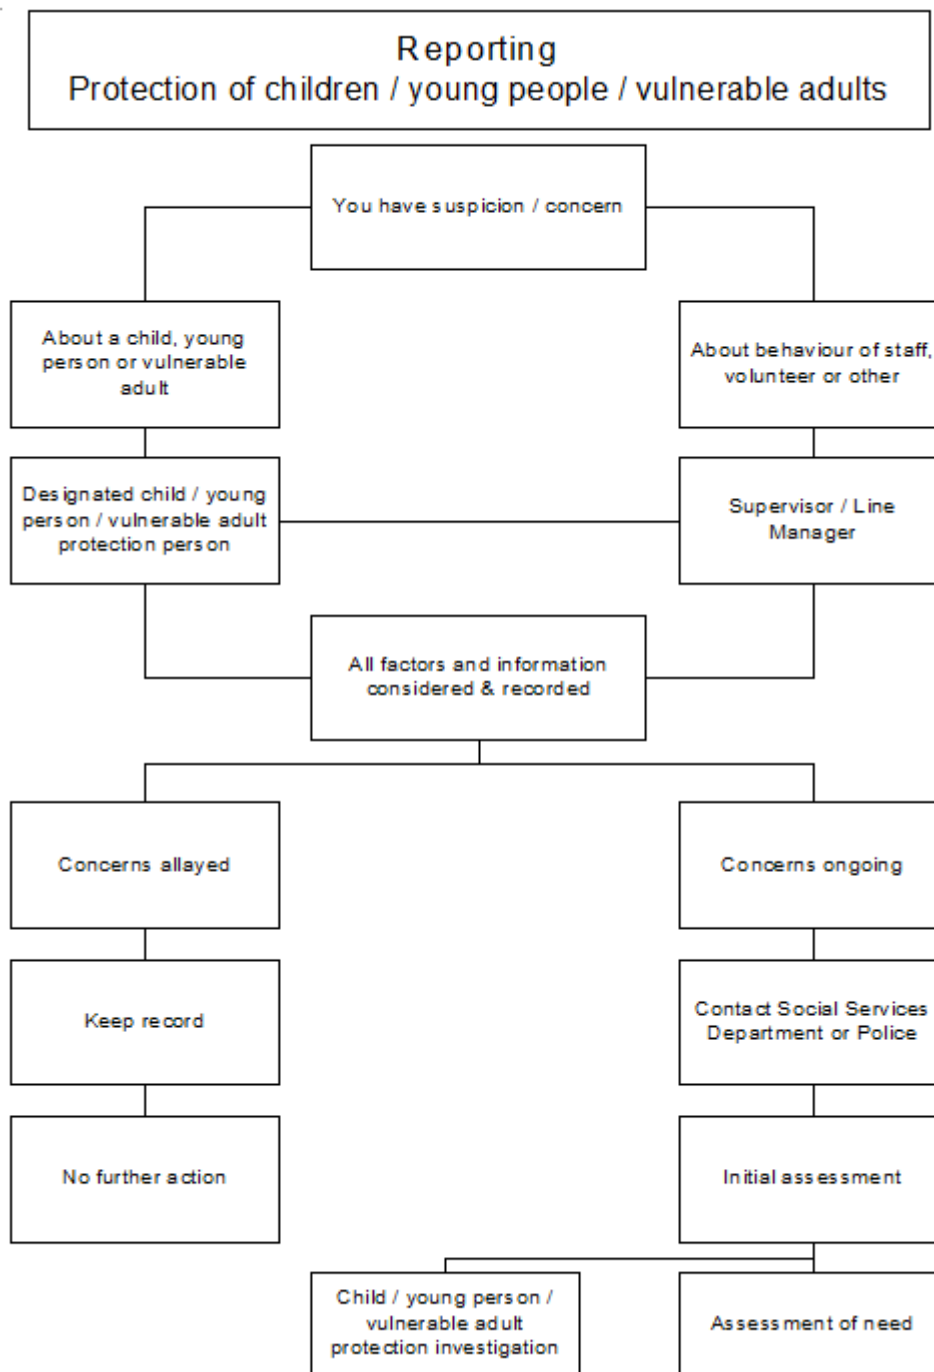 Reporting
Protection of children / young people / vulnerable adults
You have suspicion / concern
About a child, young
person or vulnerable
adult
About behaviour of staff,
volunteer or other
Designated child / young
person / vulnerable adult
protection person
Supervisor / Line
Manager
All factors and information
considered & recorded
Concerns allayed
Concerns ongoing
Keep record
Contact Social Services
Department or Police
No further action
Initial assessment
Child / young person /
vulnerable adult
protection investigation
Assessment of need